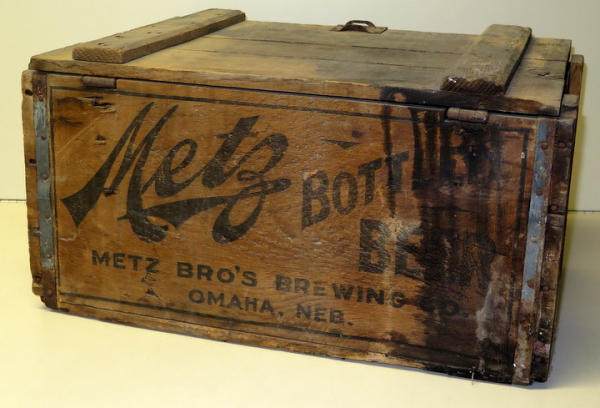 Metz
BOTTLED
BEER
METZ BRO'S BREWING CO.
OMAHA, NEB.